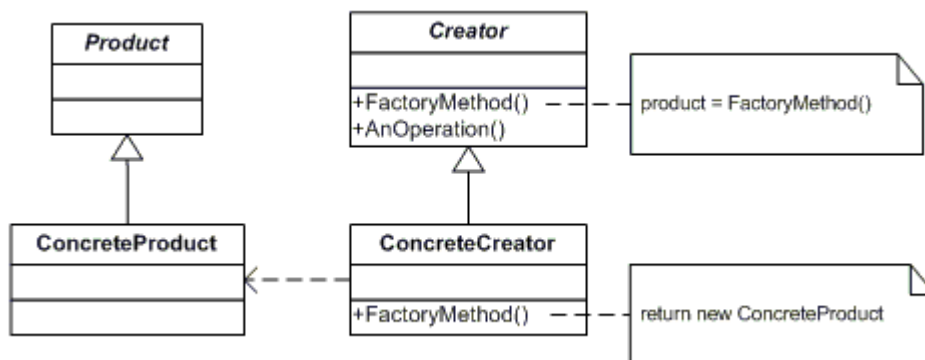 Product
Creator
+FactoryMethod()
+AnOperation()
product = FactoryMethod()
ConcreteProduct
ConcreteCreator
+FactoryMethod()
return new ConcreteProduct